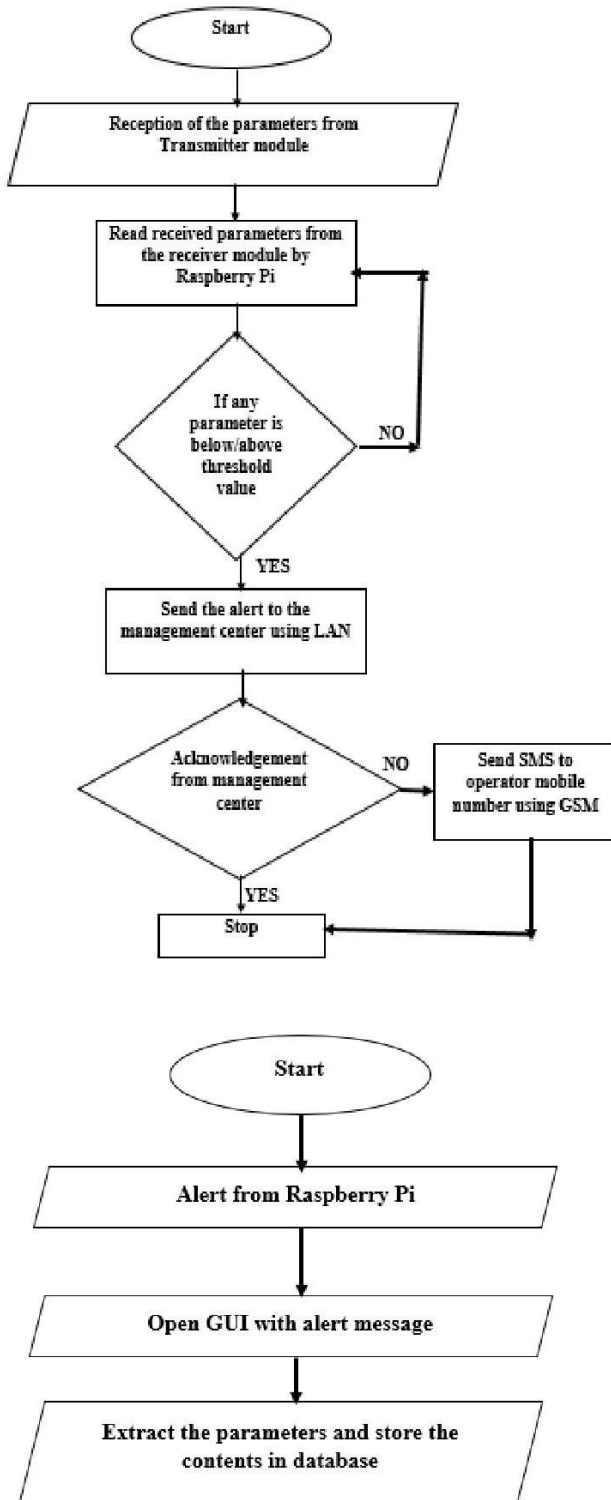 Start
Reception of the parameters from
Transmitter module
Read received parameters from
the receiver module by
Raspberry Pi
If any
parameter is
below/above
threshold
value
NO
YES
Send the alert to the
management center using LAN
Acknowledgement
from management
center
NO
Send SMS to
operator mobile
number using GSM
YES
Stop
Start
Alert from Raspberry Pi
Open GUI with alert message
Extract the parameters and store the
contents in database